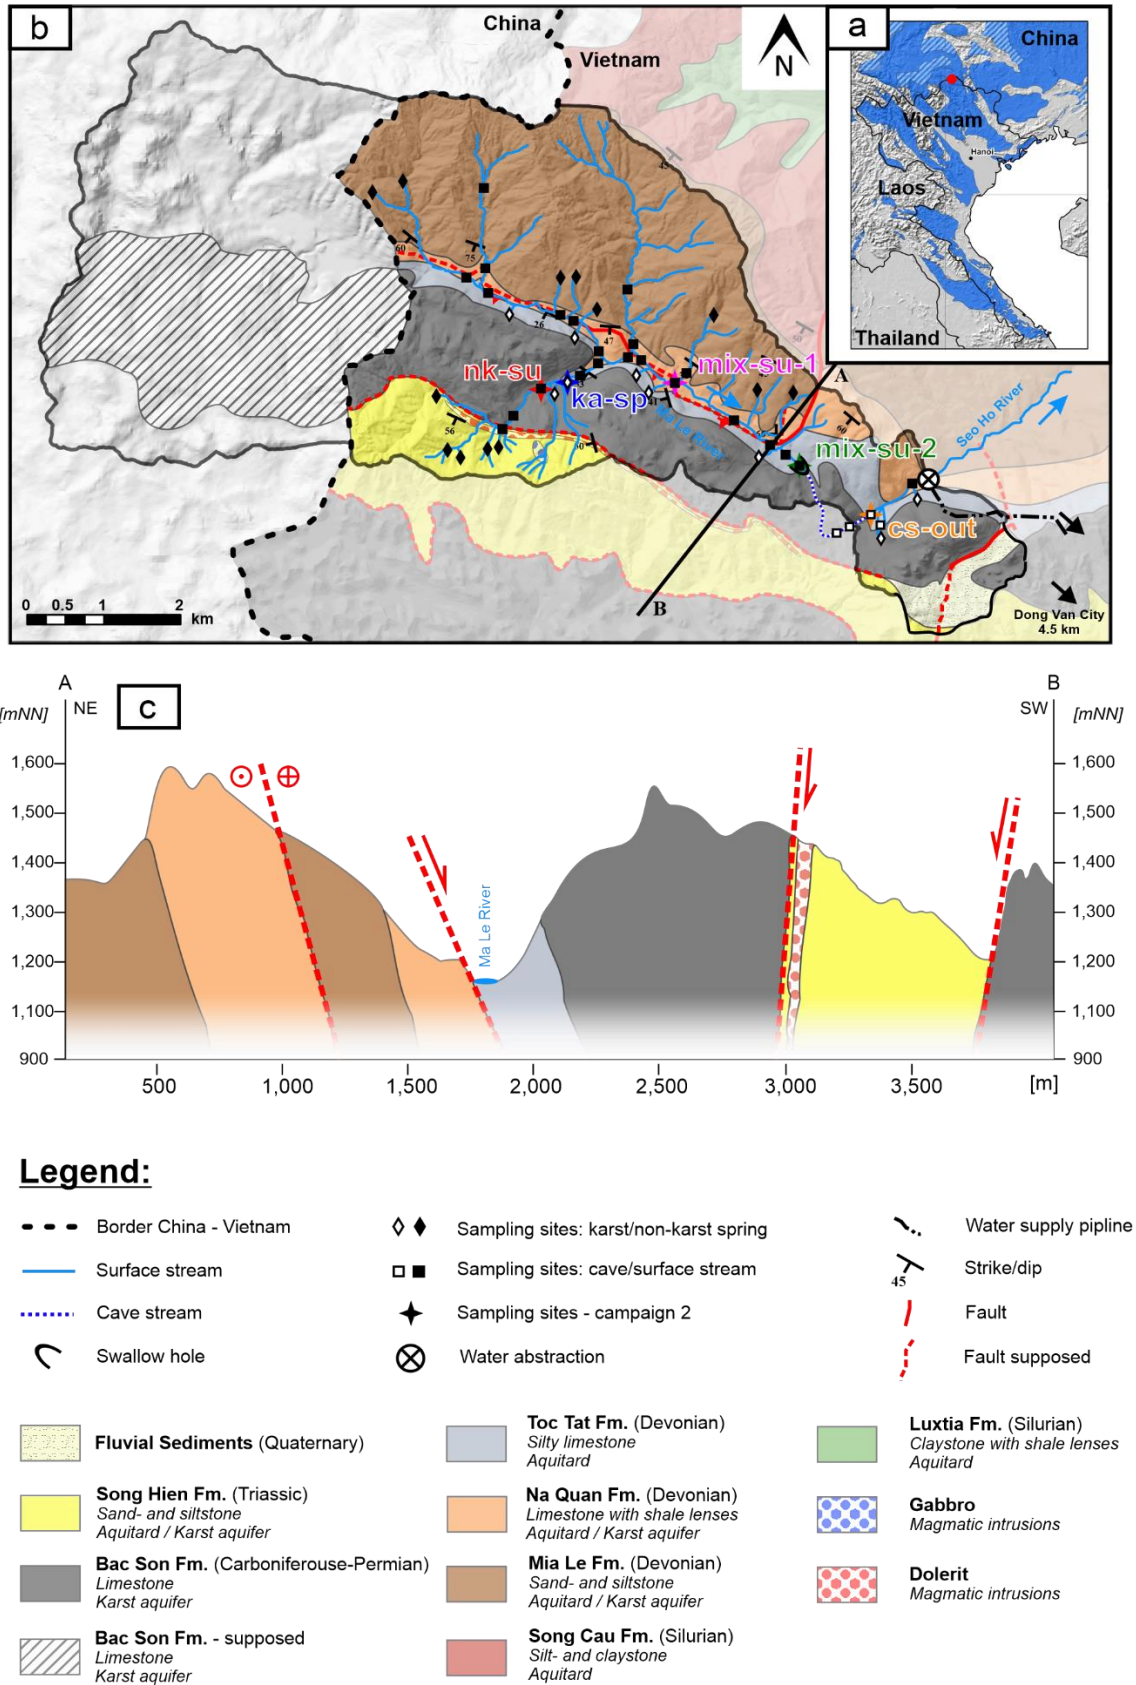 b
China
Vietnam
N
a
China
Vietnam
Hanoi
Laos
Thailand
60
75
45
26
47
50
nk-su
ka-sp
mix-su-1
41
A
56
50
60
Ma Le River
mix-su-2
Seo Ho River
cs-out
B
0 0.5 1 2
km
Dong Van City
4.5 km
A
B
[mNN]
NE
c
SW
[mNN]
1,600
1,600
1,500
1,500
1,400
1,400
1,300
1,300
1,200
1,200
1,100
1,100
900
900
Ma Le River
500 1,000 1,500 2,000 2,500 3,000 3,500 [m]
Legend:
Border China - Vietnam
Surface stream
Cave stream
Swallow hole
Sampling sites: karst/non-karst spring
Sampling sites: cave/surface stream
Sampling sites - campaign 2
Water abstraction
Water supply pipline
45
Strike/dip
Fault
Fault supposed
Fluvial Sediments (Quaternary)
Song Hien Fm. (Triassic)
Sand- and siltstone
Aquitard / Karst aquifer
Bac Son Fm. (Carboniferouse-Permian)
Limestone
Karst aquifer
Bac Son Fm. - supposed
Limestone
Karst aquifer
Toc Tat Fm. (Devonian)
Silty limestone
Aquitard
Na Quan Fm. (Devonian)
Limestone with shale lenses
Aquitard / Karst aquifer
Mia Le Fm. (Devonian)
Sand- and siltstone
Aquitard / Karst aquifer
Song Cau Fm. (Silurian)
Silt- and claystone
Aquitard
Luxtia Fm. (Silurian)
Claystone with shale lenses
Aquitard
Gabbro
Magmatic intrusions
Dolerit
Magmatic intrusions